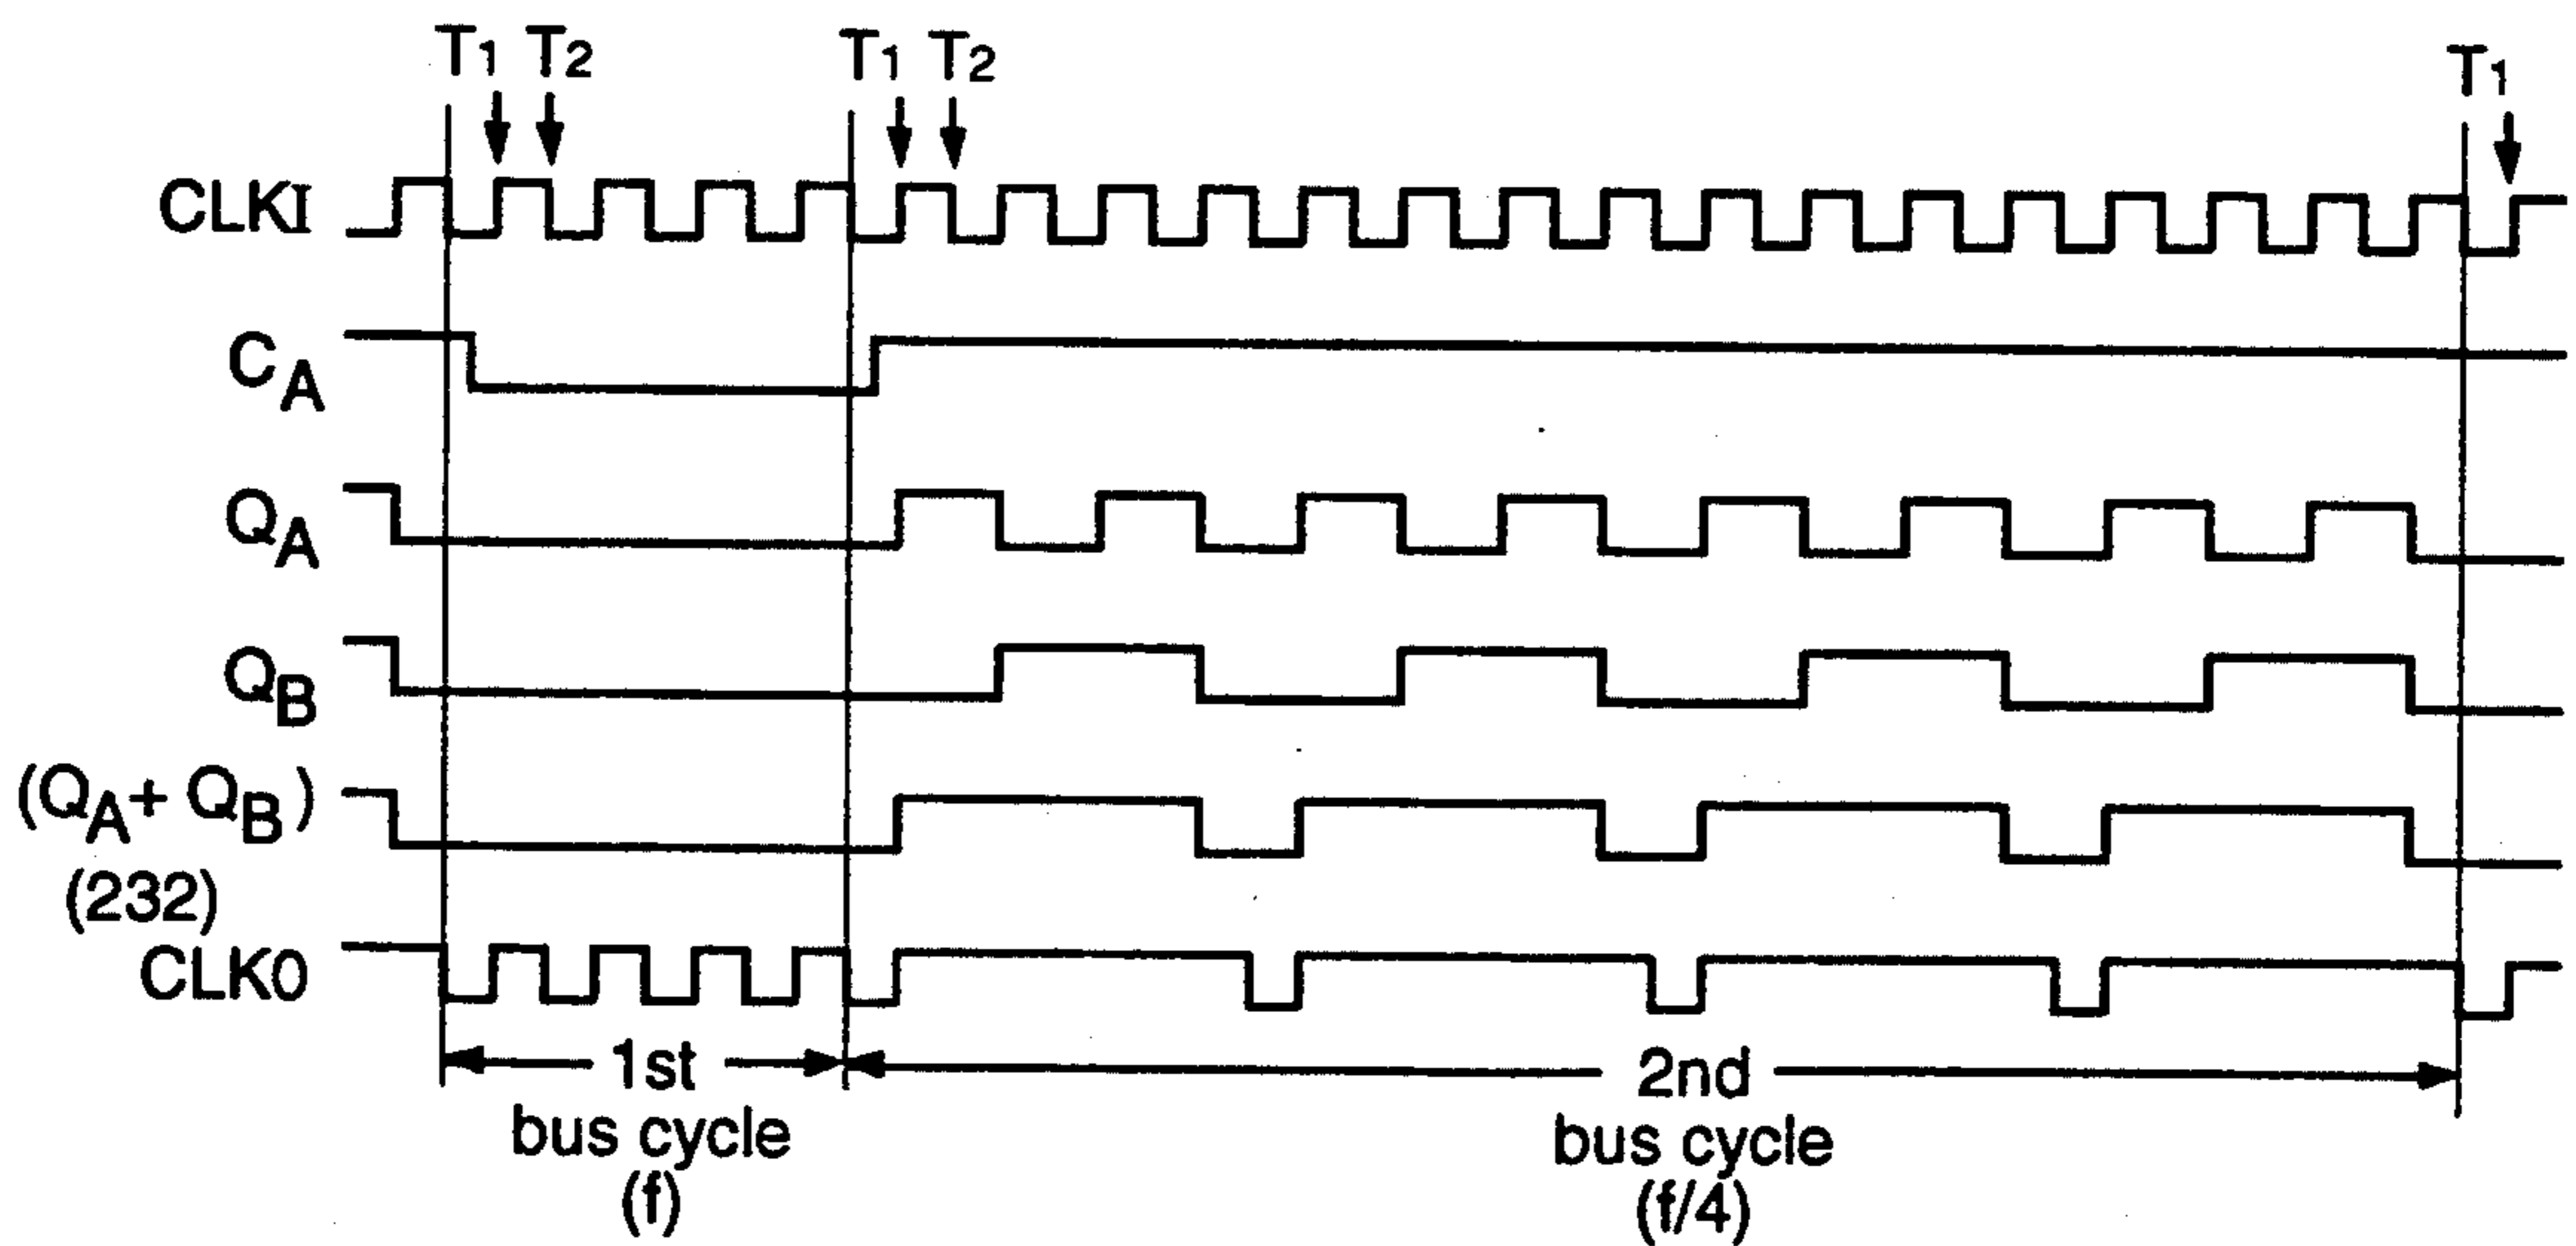 T1 T2 T1 T2 T1
CLKI
CA
QA
QB
(QA+ QB)
(232)
CLK0
1st
bus cycle
(f)
2nd
bus cycle
(f/4)